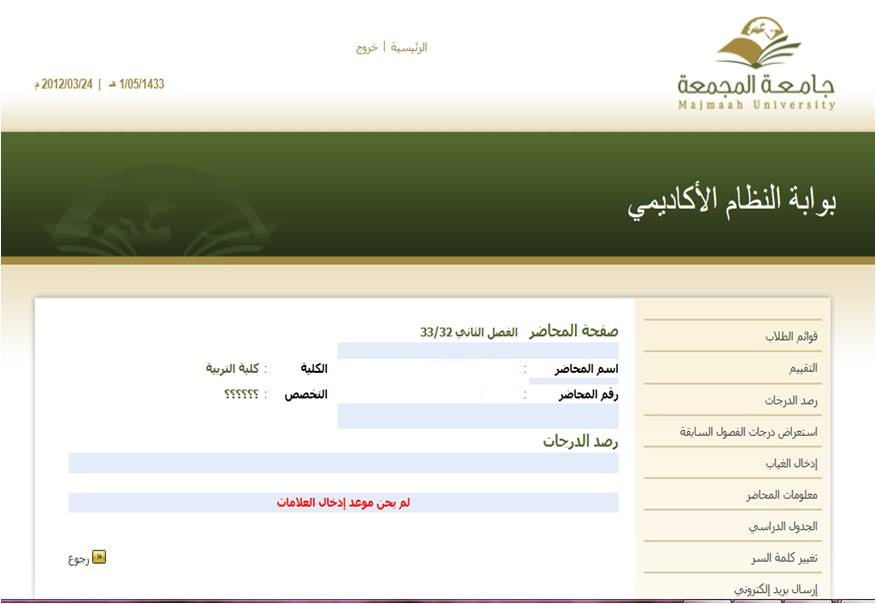 جامعة المجمعة
Majmaah University
الرئيسية | خروج
1/05/1433 هـ | 2012/03/24 م
بوابة النظام الأكاديمي
قوائم الطلاب
التقييم
رصد الدرجات
استعراض درجات الفصول السابقة
إدخال الغياب
معلومات المحاضر
الجدول الدراسي
تغيير كلمة السر
إرسال بريد إلكتروني
صفحة المحاضر الفصل الثاني 33/32
اسم المحاضر : الكلية : كلية التربية
رقم المحاضر : التخصص : ??????
رصد الدرجات
لم يحن موعد إدخال العلامات
رجوع